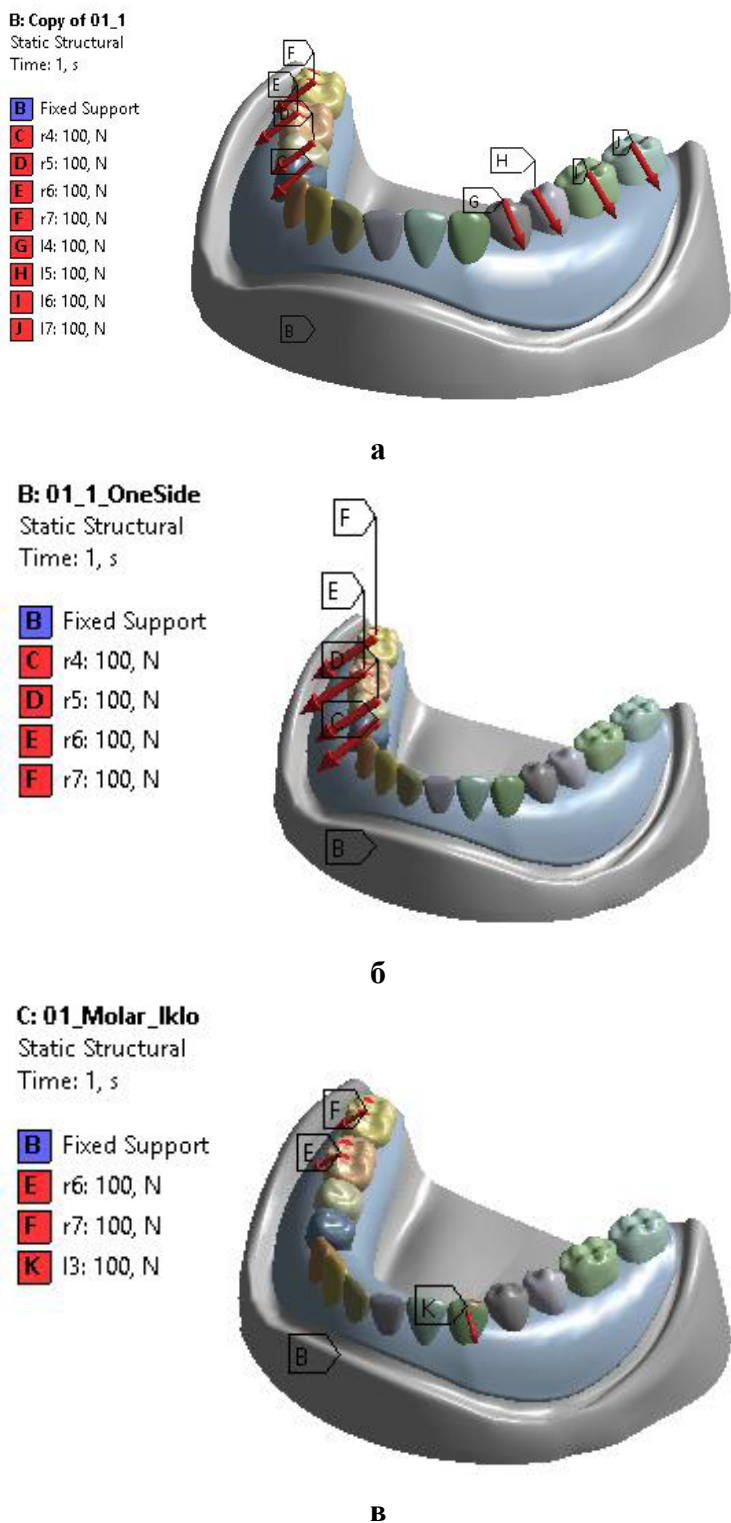 B: Copy of 01_1
Static Structural
Time: 1, s
B Fixed Support
C r4: 100, N
D r5: 100, N
E r6: 100, N
F r7: 100, N
G l4: 100, N
H l5: 100, N
I l6: 100, N
J l7: 100, N
F
E
D
C
G
H
I
J
B
а
B: 01_1_OneSide
Static Structural
Time: 1, s
B Fixed Support
C r4: 100, N
D r5: 100, N
E r6: 100, N
F r7: 100, N
F
E
D
C
B
б
C: 01_Molar_Iklo
Static Structural
Time: 1, s
B Fixed Support
E r6: 100, N
F r7: 100, N
K l3: 100, N
F
E
K
B
в